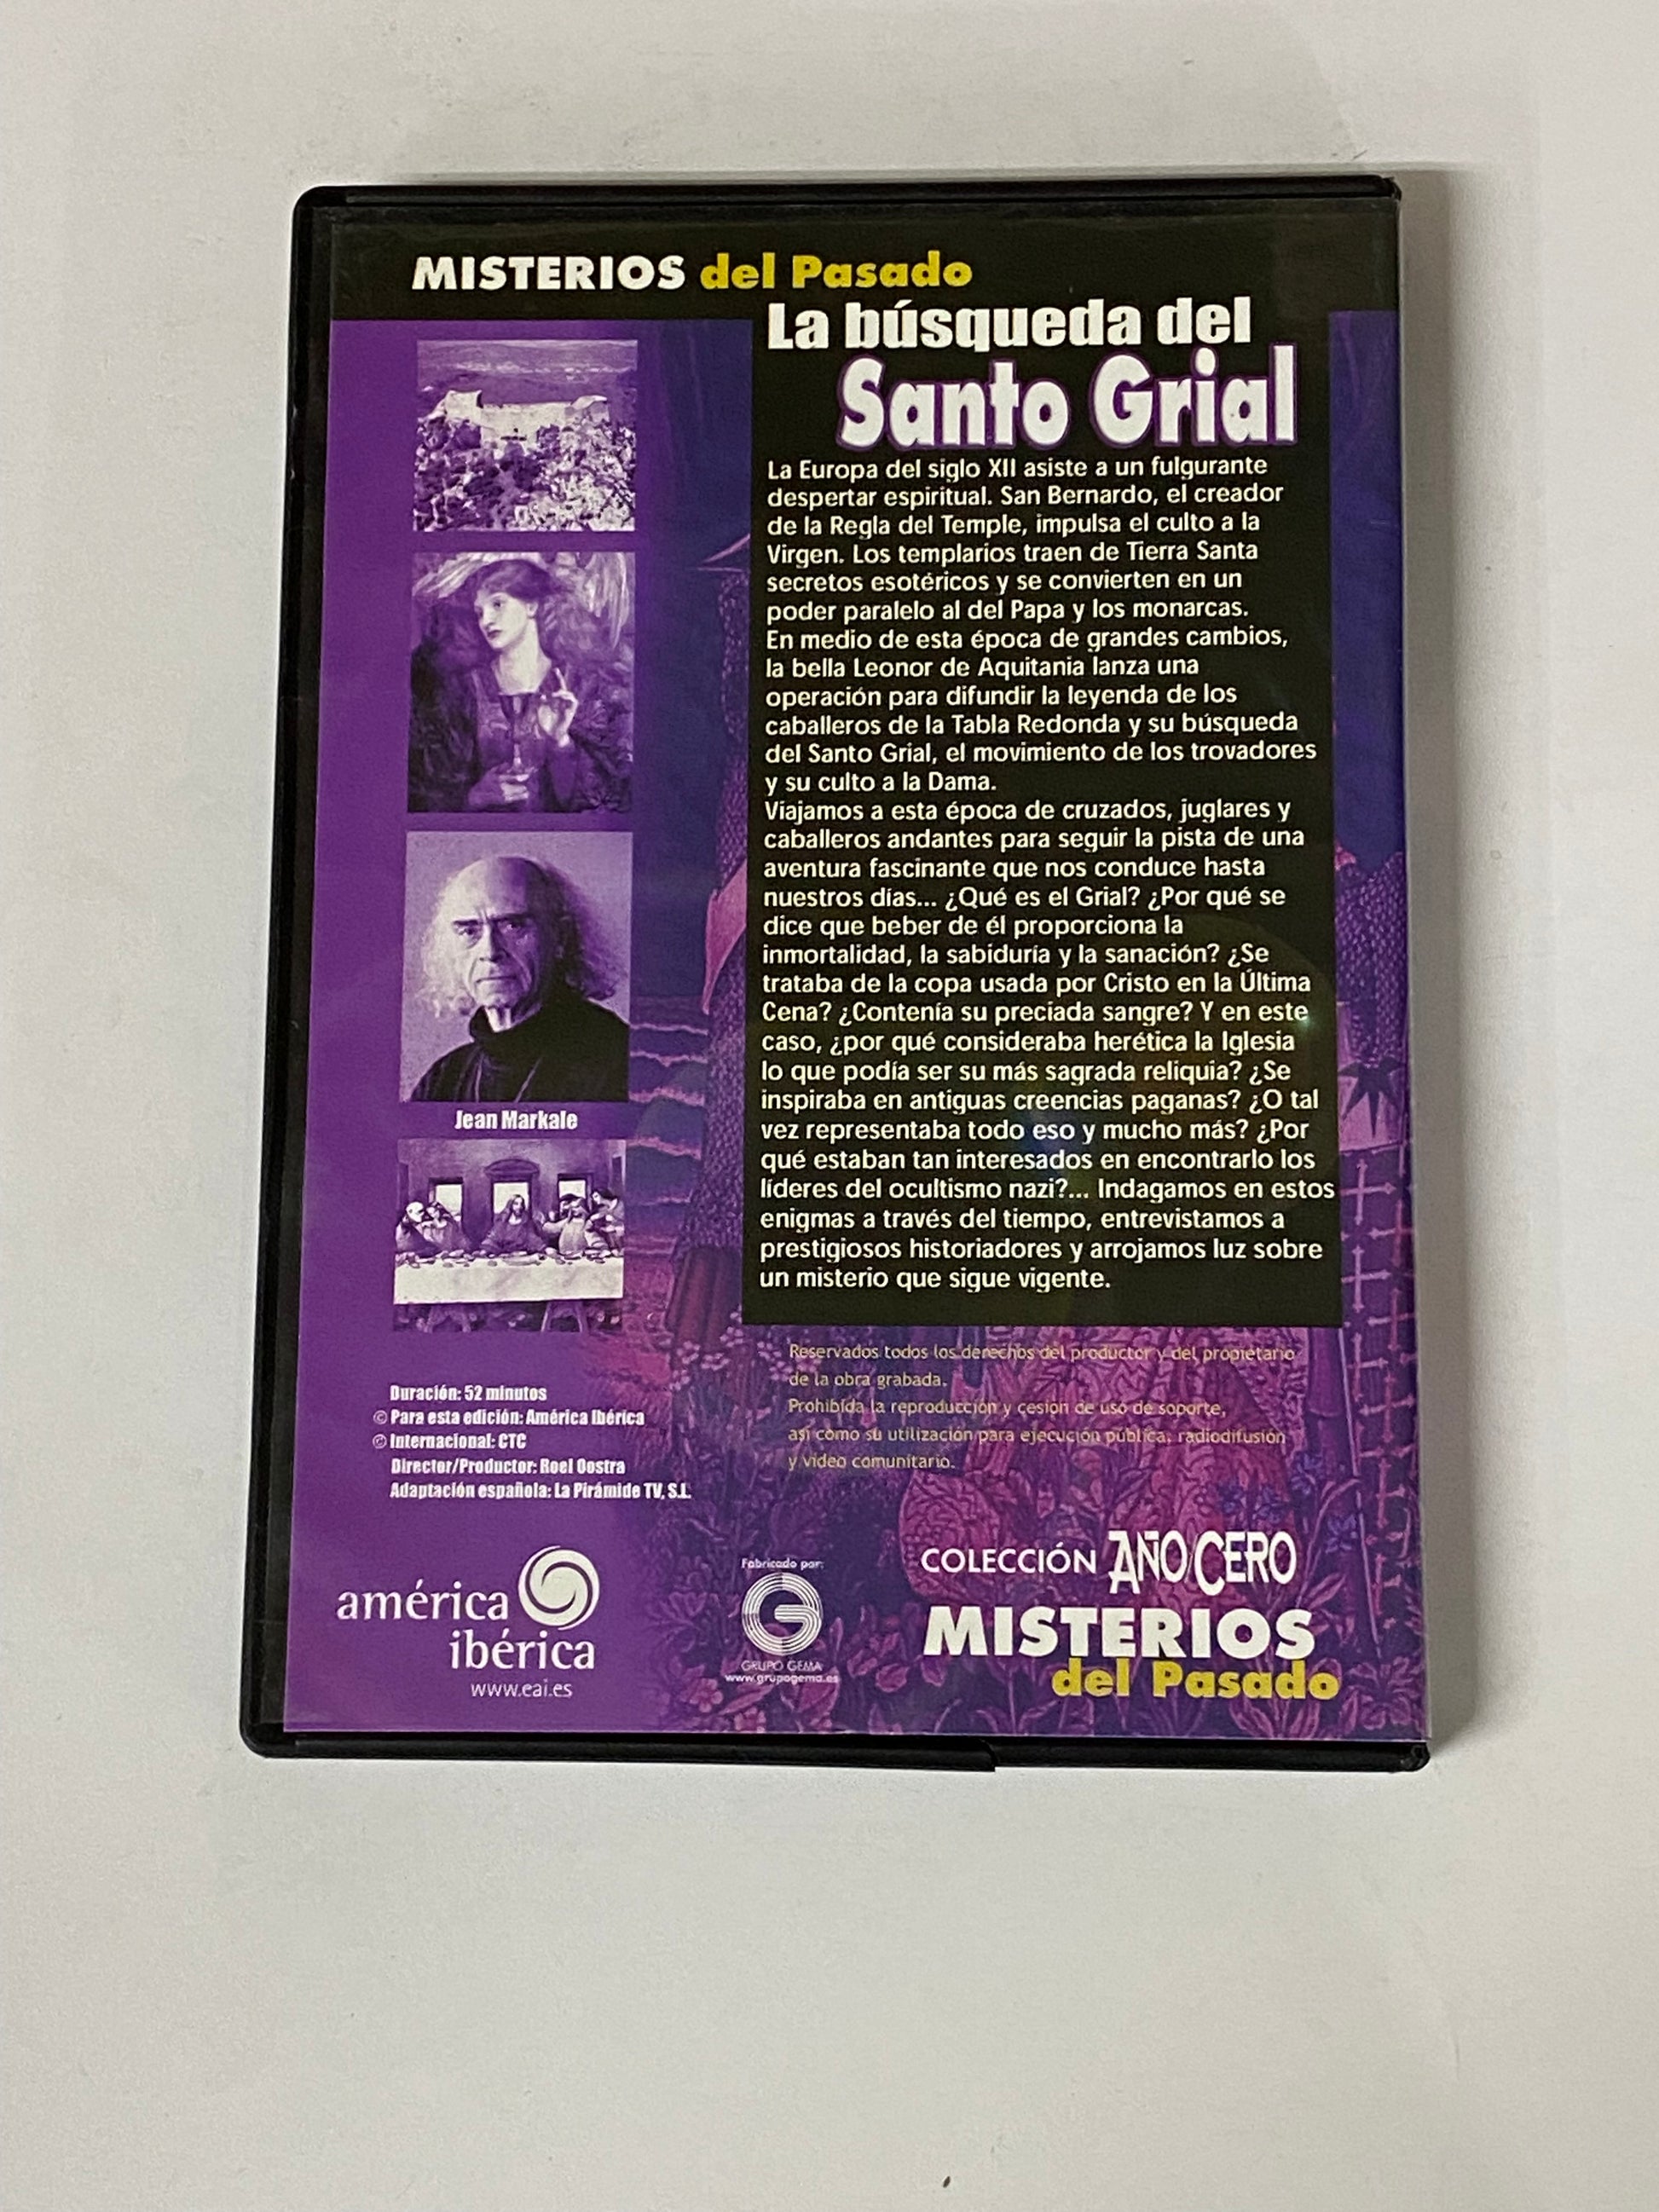 MISTERIOS del Pasado
La búsqueda del
Santo Grial
La Europa del siglo XII asiste a un fulgurante
despertar espiritual. San Bernardo, el creador
de la Regla del Temple, impulsa el culto a la
Virgen. Los templarios traen de Tierra Santa
secretos esotéricos y se convierten en un
poder paralelo al del Papa y los monarcas.
En medio de esta época de grandes cambios,
la bella Leonor de Aquitania lanza una
operación para difundir la leyenda de los
caballeros de la Tabla Redonda y su búsqueda
del Santo Grial, el movimiento de los trovadores
y su culto a la Dama.
Viajamos a esta época de cruzados, juglares y
caballeros andantes para seguir la pista de una
aventura fascinante que nos conduce hasta
nuestros días... ¿Qué es el Grial? ¿Por qué se
dice que beber de él proporciona la
inmortalidad, la sabiduría y la sanación? ¿Se
trataba de la copa usada por Cristo en la Última
Cena? ¿Contenía su preciada sangre? Y en este
caso, ¿por qué consideraba herética la Iglesia
lo que podía ser su más sagrada reliquia? ¿Se
inspiraba en antiguas creencias paganas? ¿O tal
vez representaba todo eso y mucho más? ¿Por
qué estaban tan interesados en encontrarlo los
líderes del ocultismo nazi?... Indagamos en estos
enigmas a través del tiempo, entrevistamos a
prestigiosos historiadores y arrojamos luz sobre
un misterio que sigue vigente.
Jean Markale
Reservados todos los derechos del productor y del propietario
de la obra grabada.
Prohibida la reproducción y cesión de uso de soporte,
así como su utilización para ejecución pública, radiodifusión
y vídeo comunitario.
Duración: 52 minutos
© Para esta edición: América Ibérica
© Internacional: CTC
Director/Productor: Roel Oostra
Adaptación española: La Pirámide TV, S.L.
américa
ibérica
www.eai.es
Fabricado por:
G
GRUPO GEMA
www.grupogema.es
COLECCIÓN AÑO CERO
MISTERIOS
del Pasado